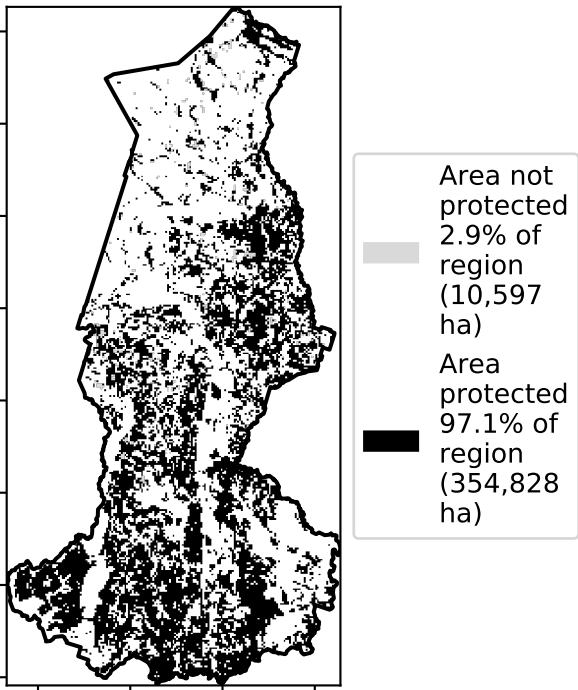 Area not
protected
2.9% of
region
(10,597
ha)
Area
protected
97.1% of
region
(354,828
ha)